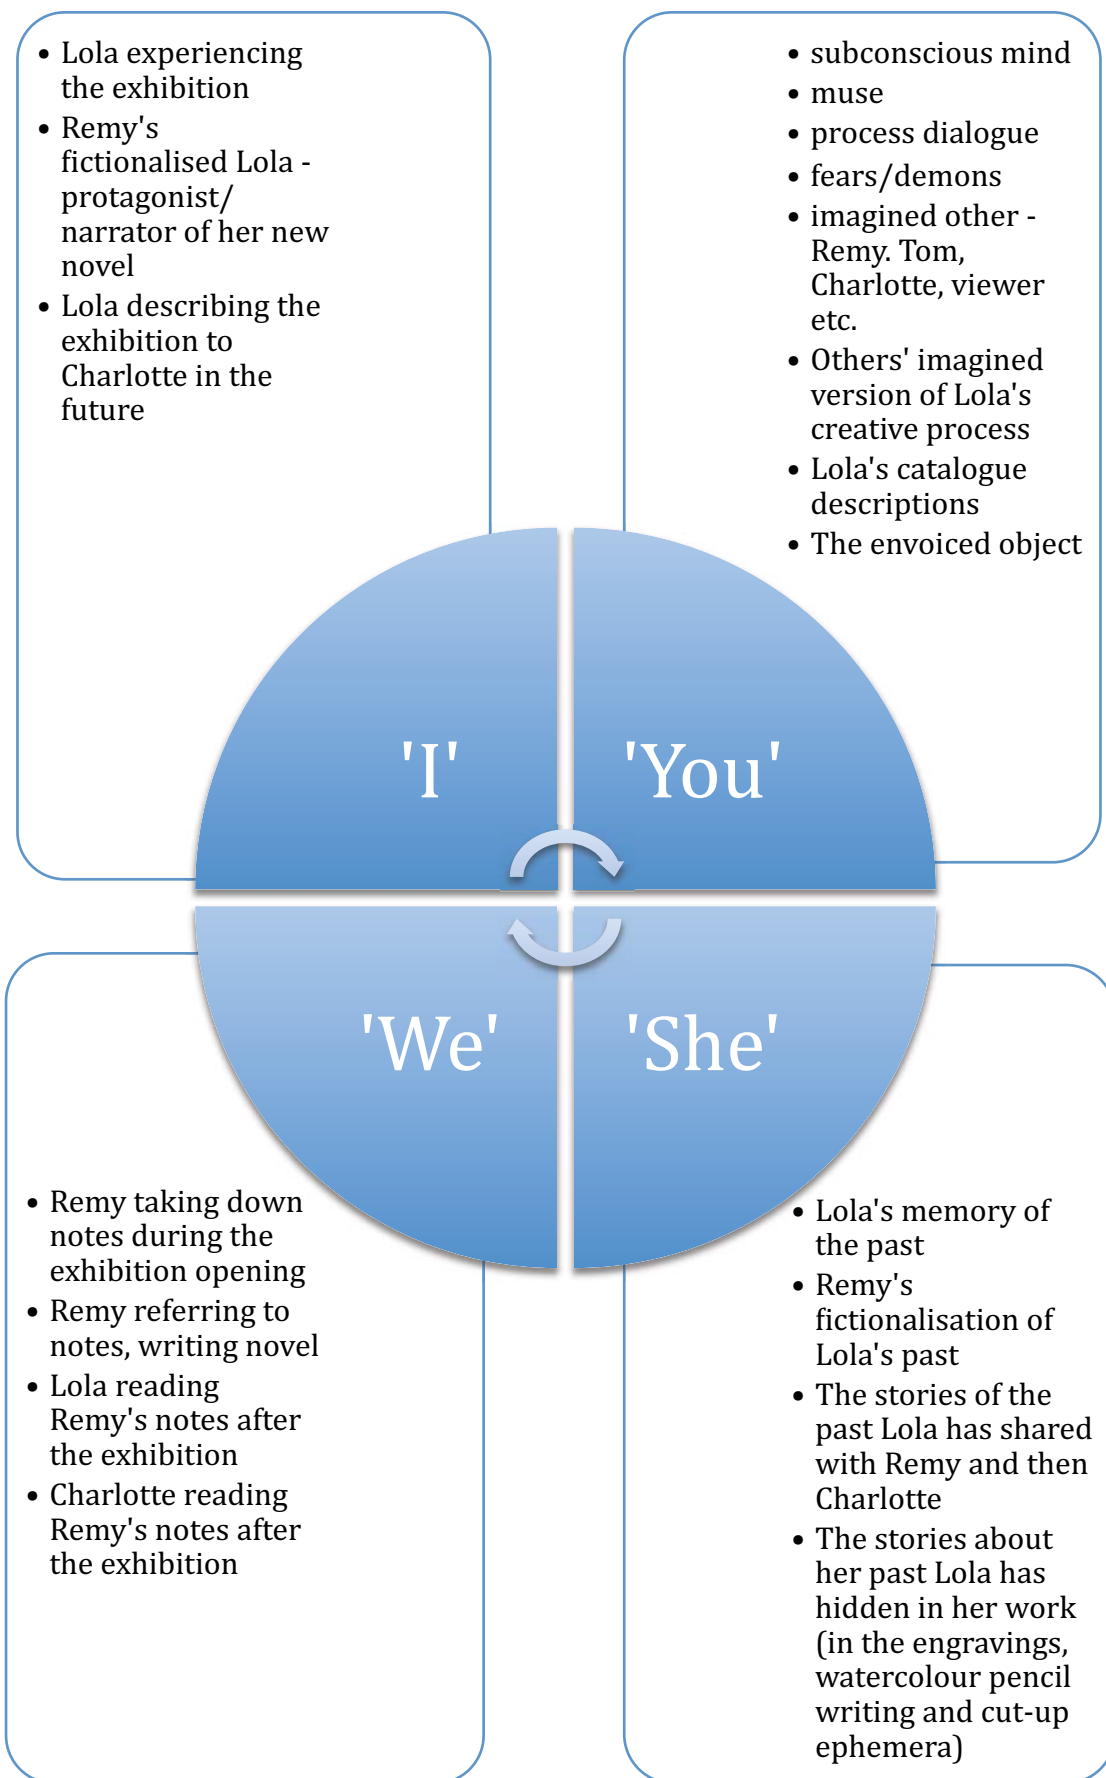 • Lola experiencing
the exhibition
• Remy's
fictionalised Lola -
protagonist/
narrator of her new
novel
• Lola describing the
exhibition to
Charlotte in the
future
• subconscious mind
• muse
• process dialogue
• fears/demons
• imagined other -
Remy. Tom,
Charlotte, viewer
etc.
• Others' imagined
version of Lola's
creative process
• Lola's catalogue
descriptions
• The envoiced object
'I'
'You'
'We'
'She'
• Remy taking down
notes during the
exhibition opening
• Remy referring to
notes, writing novel
• Lola reading
Remy's notes after
the exhibition
• Charlotte reading
Remy's notes after
the exhibition
• Lola's memory of
the past
• Remy's
fictionalisation of
Lola's past
• The stories of the
past Lola has shared
with Remy and then
Charlotte
• The stories about
her past Lola has
hidden in her work
(in the engravings,
watercolour pencil
writing and cut-up
ephemera)